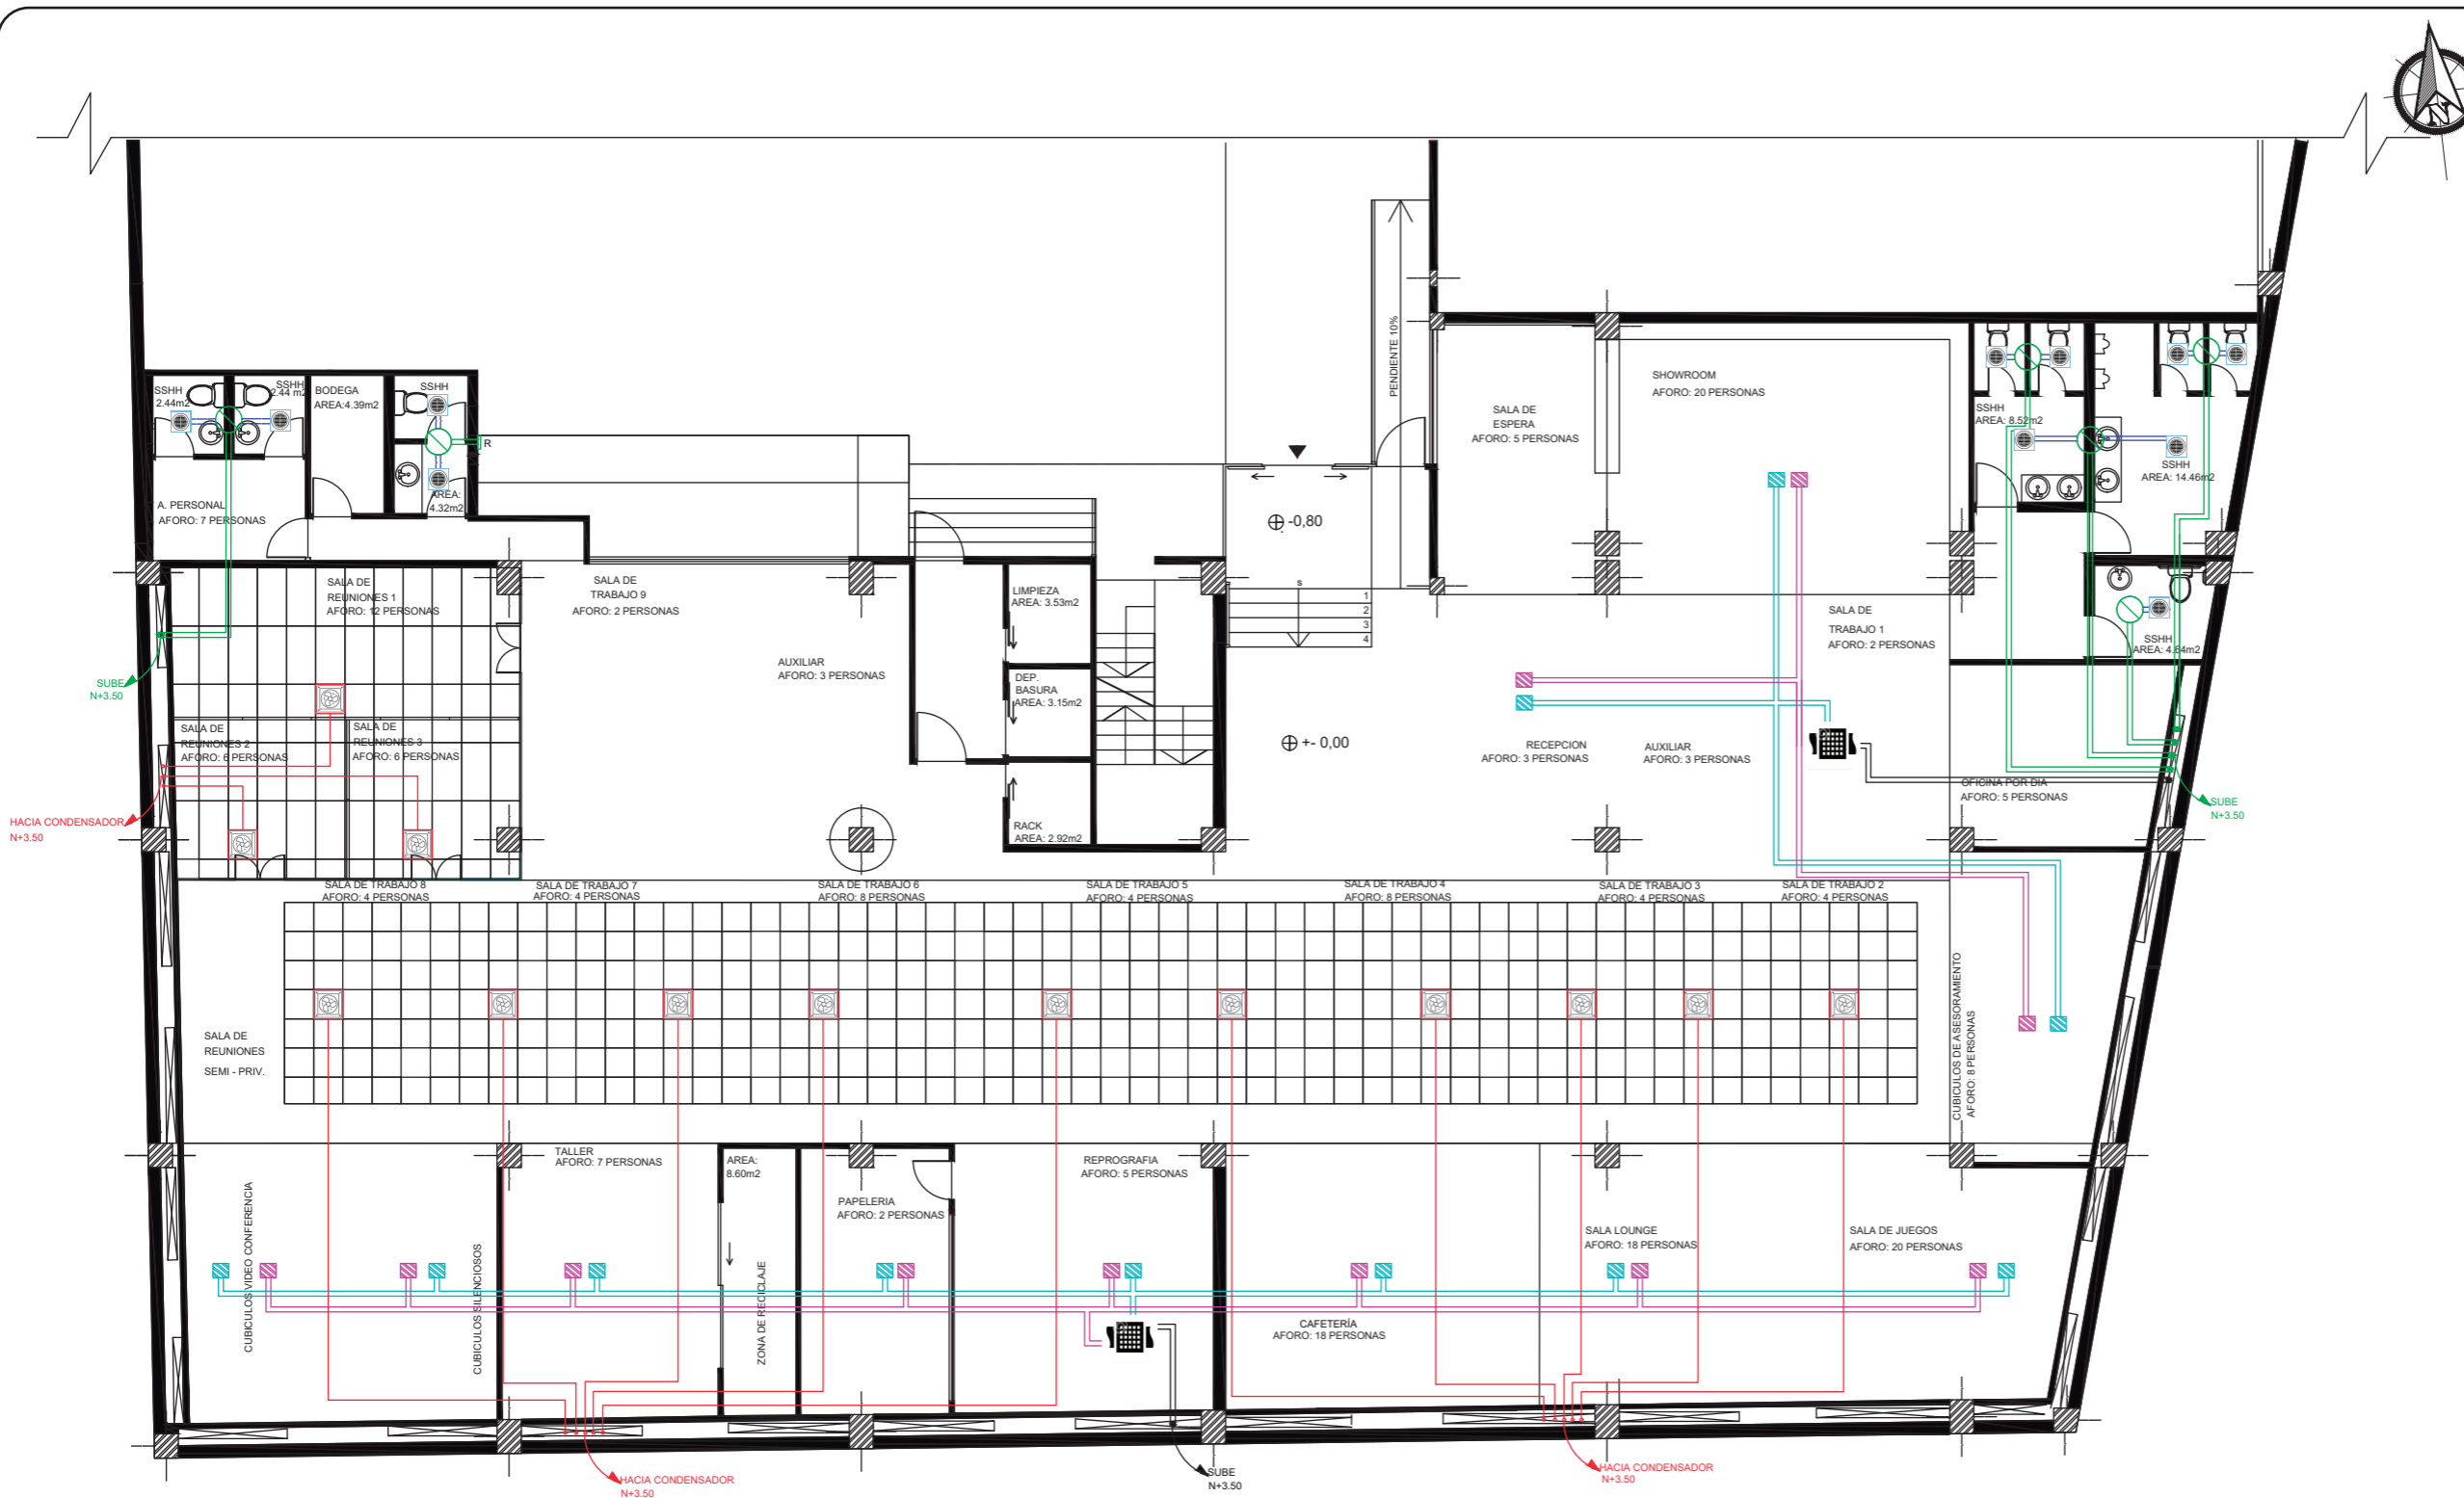 N
PENDIENTE 10%
SSHH
2.44m2
SSHH
2.44 m2
BODEGA
AREA:4.39m2
SSHH
R
AREA:
4.32m2
A. PERSONAL
AFORO: 7 PERSONAS
SHOWROOM
AFORO: 20 PERSONAS
SALA DE
ESPERA
AFORO: 5 PERSONAS
SSHH
AREA: 8.52m2
SSHH
AREA: 14.46m2
-0,80
s
1
2
3
4
SALA DE
REUNIONES 1
AFORO: 12 PERSONAS
SALA DE
TRABAJO 9
AFORO: 2 PERSONAS
LIMPIEZA
AREA: 3.53m2
SALA DE
TRABAJO 1
AFORO: 2 PERSONAS
SSHH
AREA: 4.64m2
AUXILIAR
AFORO: 3 PERSONAS
DEP.
BASURA
AREA: 3.15m2
SUBE
N+3.50
SALA DE
REUNIONES 2
AFORO: 6 PERSONAS
SALA DE
REUNIONES 3
AFORO: 6 PERSONAS
+- 0,00
RECEPCION
AFORO: 3 PERSONAS
AUXILIAR
AFORO: 3 PERSONAS
OFICINA POR DIA
AFORO: 5 PERSONAS
SUBE
N+3.50
HACIA CONDENSADOR
N+3.50
RACK
AREA: 2.92m2
SALA DE TRABAJO 8
AFORO: 4 PERSONAS
SALA DE TRABAJO 7
AFORO: 4 PERSONAS
SALA DE TRABAJO 6
AFORO: 8 PERSONAS
SALA DE TRABAJO 5
AFORO: 4 PERSONAS
SALA DE TRABAJO 4
AFORO: 8 PERSONAS
SALA DE TRABAJO 3
AFORO: 4 PERSONAS
SALA DE TRABAJO 2
AFORO: 4 PERSONAS
SALA DE
REUNIONES
SEMI - PRIV.
CUBICULOS DE ASESORAMIENTO
AFORO: 8 PERSONAS
TALLER
AFORO: 7 PERSONAS
AREA:
8.60m2
REPROGRAFIA
AFORO: 5 PERSONAS
PAPELERIA
AFORO: 2 PERSONAS
SALA LOUNGE
AFORO: 18 PERSONAS
SALA DE JUEGOS
AFORO: 20 PERSONAS
CUBICULOS VIDEO CONFERENCIA
CUBICULOS SILENCIOSOS
ZONA DE RECICLAJE
CAFETERÍA
AFORO: 18 PERSONAS
HACIA CONDENSADOR
N+3.50
SUBE
N+3.50
HACIA CONDENSADOR
N+3.50